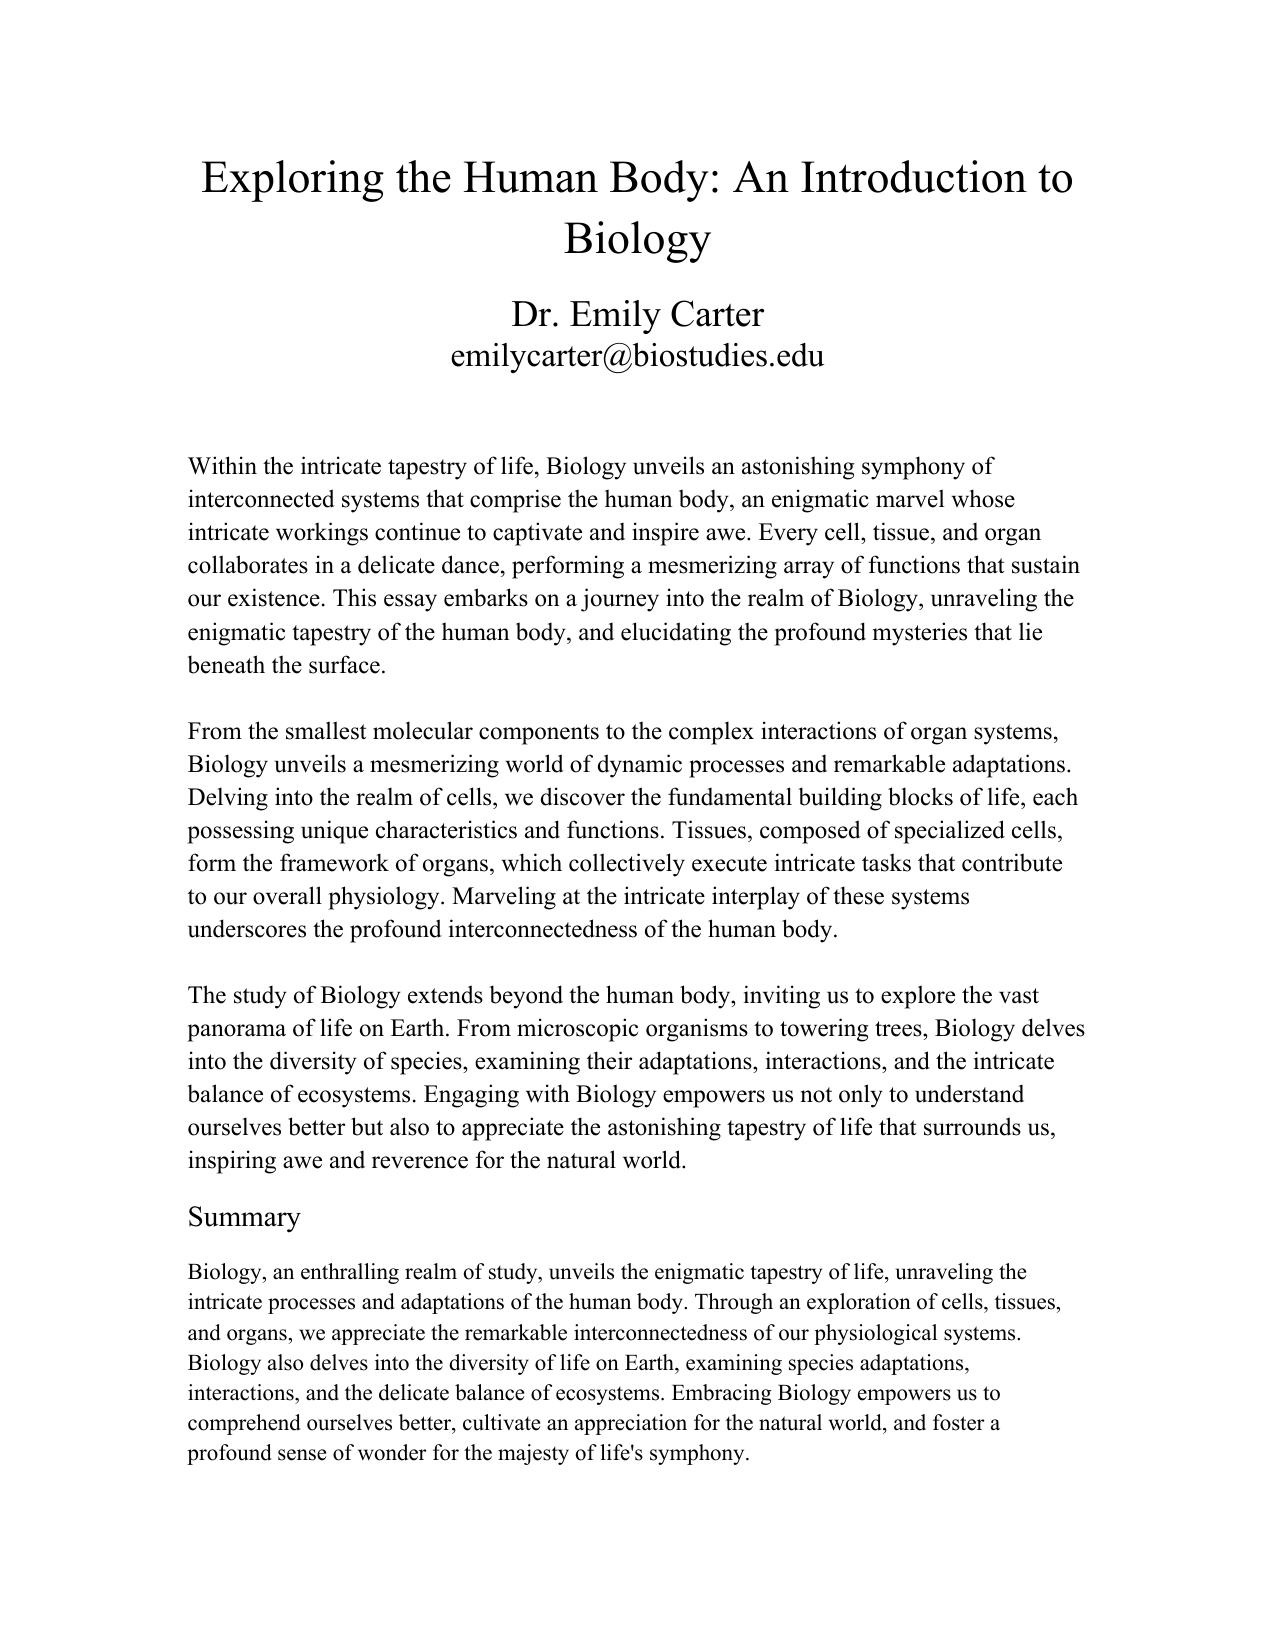 Exploring the Human Body: An Introduction to
Biology
Dr. Emily Carter
emilycarter@biostudies.edu
Within the intricate tapestry of life, Biology unveils an astonishing symphony of
interconnected systems that comprise the human body, an enigmatic marvel whose
intricate workings continue to captivate and inspire awe. Every cell, tissue, and organ
collaborates in a delicate dance, performing a mesmerizing array of functions that sustain
our existence. This essay embarks on a journey into the realm of Biology, unraveling the
enigmatic tapestry of the human body, and elucidating the profound mysteries that lie
beneath the surface.
From the smallest molecular components to the complex interactions of organ systems,
Biology unveils a mesmerizing world of dynamic processes and remarkable adaptations.
Delving into the realm of cells, we discover the fundamental building blocks of life, each
possessing unique characteristics and functions. Tissues, composed of specialized cells,
form the framework of organs, which collectively execute intricate tasks that contribute
to our overall physiology. Marveling at the intricate interplay of these systems
underscores the profound interconnectedness of the human body.
The study of Biology extends beyond the human body, inviting us to explore the vast
panorama of life on Earth. From microscopic organisms to towering trees, Biology delves
into the diversity of species, examining their adaptations, interactions, and the intricate
balance of ecosystems. Engaging with Biology empowers us not only to understand
ourselves better but also to appreciate the astonishing tapestry of life that surrounds us,
inspiring awe and reverence for the natural world.
Summary
Biology, an enthralling realm of study, unveils the enigmatic tapestry of life, unraveling the
intricate processes and adaptations of the human body. Through an exploration of cells, tissues,
and organs, we appreciate the remarkable interconnectedness of our physiological systems.
Biology also delves into the diversity of life on Earth, examining species adaptations,
interactions, and the delicate balance of ecosystems. Embracing Biology empowers us to
comprehend ourselves better, cultivate an appreciation for the natural world, and foster a
profound sense of wonder for the majesty of life's symphony.